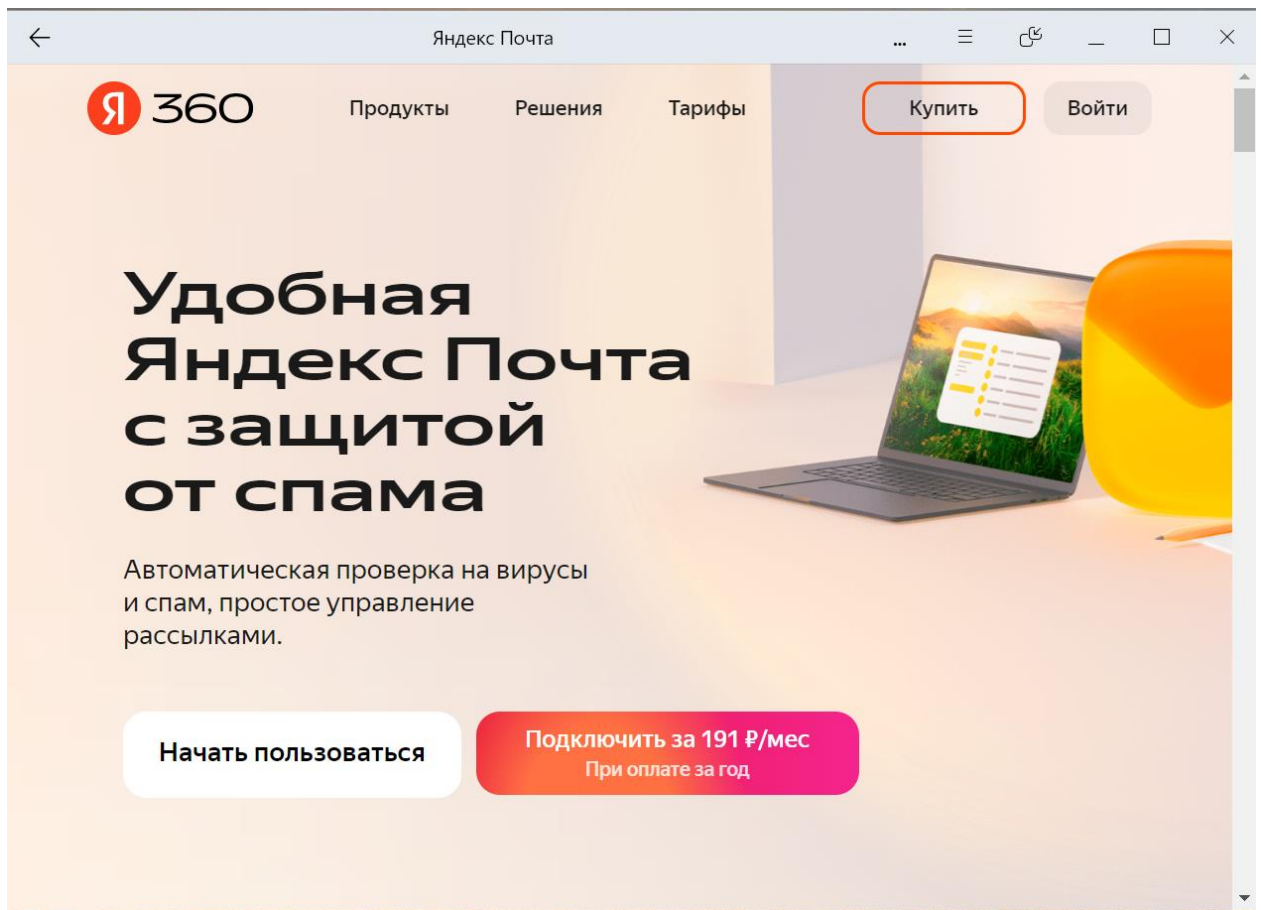 Яндекс Почта
...
Я 360
Продукты
Решения
Тарифы
Купить
Войти
Удобная
Яндекс Почта
с защитой
от спама
Автоматическая проверка на вирусы
и спам, простое управление
рассылками.
Начать пользоваться
Подключить за 191 ₽/мес
При оплате за год